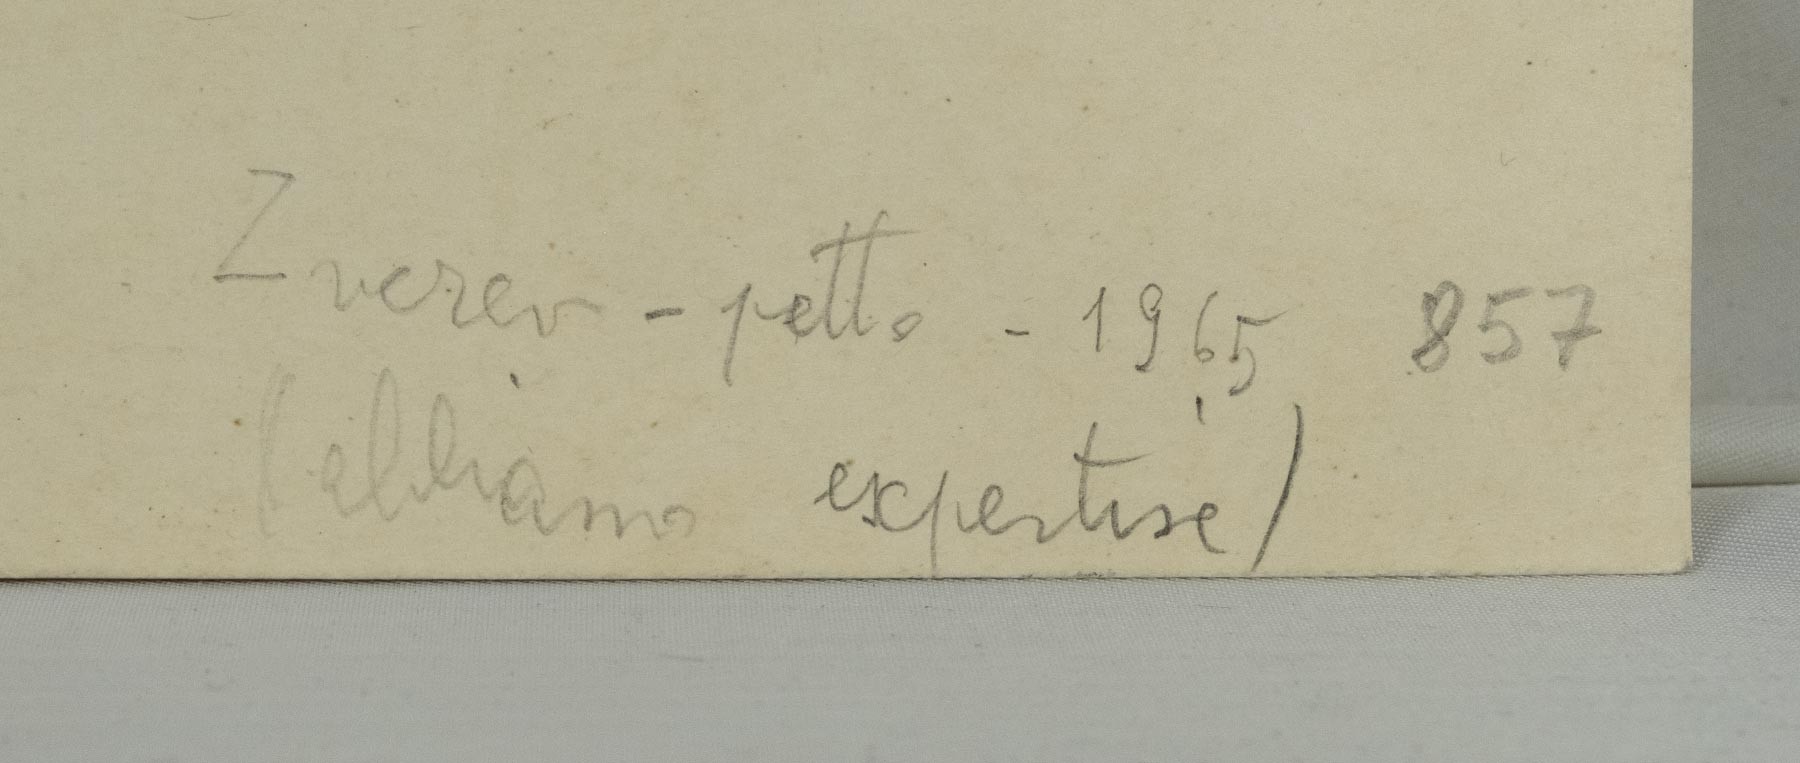 Zverev - petto - 1965 857
(abbiamo expertise)